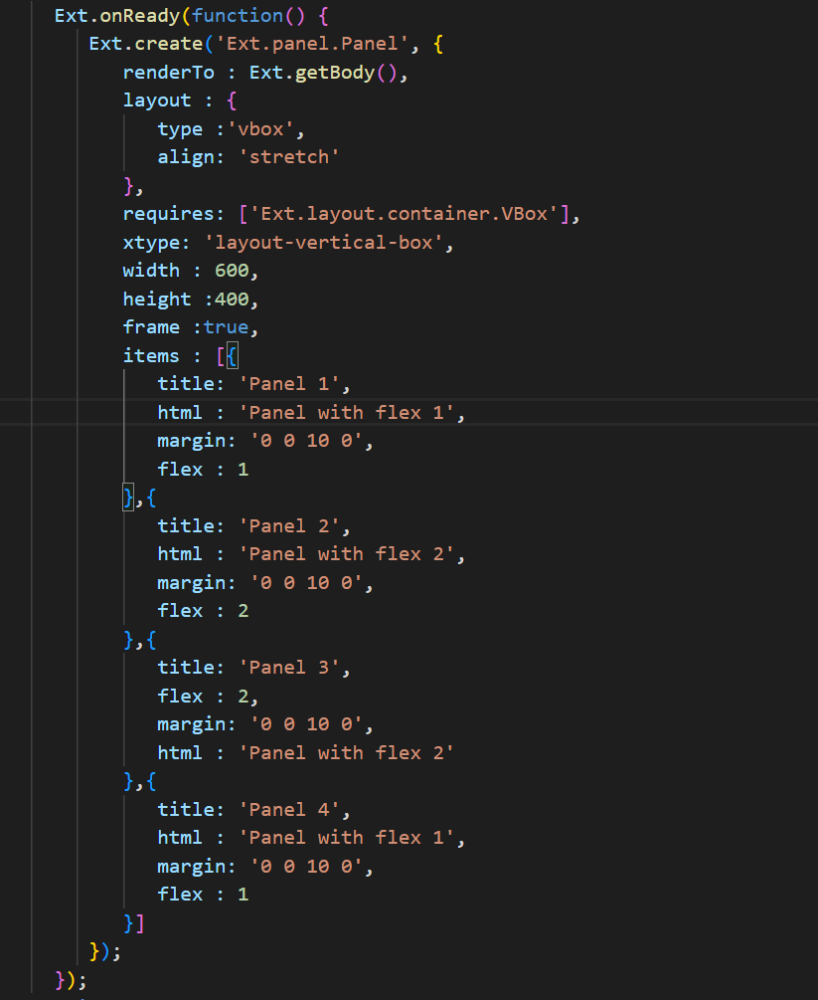 Ext.onReady(function() {
   Ext.create('Ext.panel.Panel', {
      renderTo : Ext.getBody(),
      layout : {
         type :'vbox',
         align: 'stretch'
      },
      requires: ['Ext.layout.container.VBox'],
      xtype: 'layout-vertical-box',
      width : 600,
      height :400,
      frame :true,
      items : [{
         title: 'Panel 1',
         html : 'Panel with flex 1',
         margin: '0 0 10 0',
         flex : 1
      },{
         title: 'Panel 2',
         html : 'Panel with flex 2',
         margin: '0 0 10 0',
         flex : 2
      },{
         title: 'Panel 3',
         flex : 2,
         margin: '0 0 10 0',
         html : 'Panel with flex 2'
      },{
         title: 'Panel 4',
         html : 'Panel with flex 1',
         margin: '0 0 10 0',
         flex : 1
      }]
   });
});